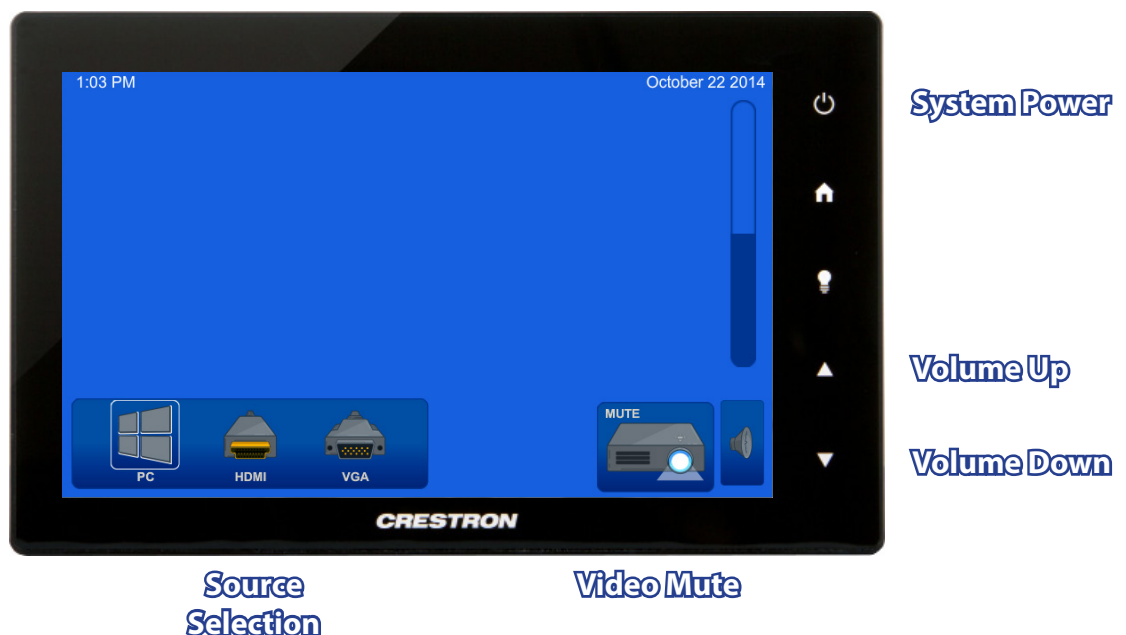 1:03 PM
October 22 2014
System Power
Volume Up
MUTE
Volume Down
PC
HDMI
VGA
CRESTRON
Source
Selection
Video Mute